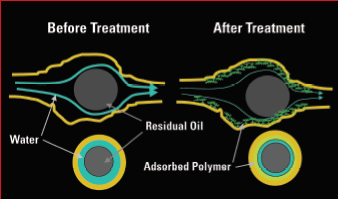 Before Treatment
After Treatment
Residual Oil
Water
Adsorbed Polymer